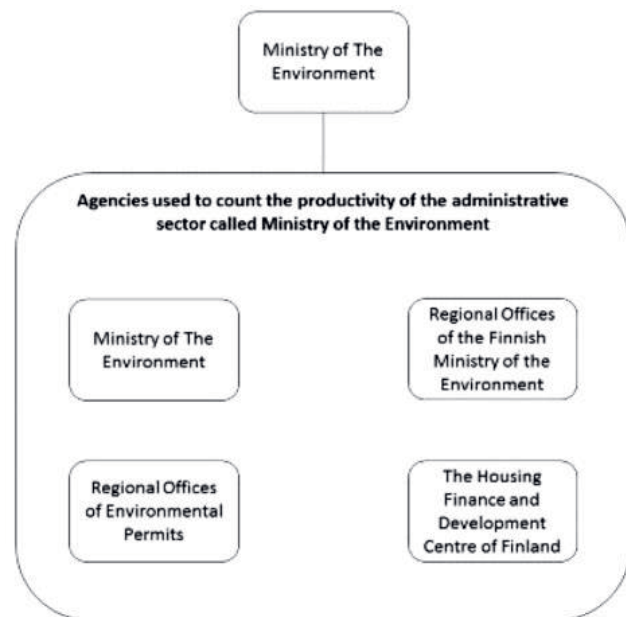 Ministry of The
Environment
Agencies used to count the productivity of the administrative
sector called Ministry of the Environment
Ministry of The
Environment
Regional Offices
of the Finnish
Ministry of the
Environment
Regional Offices
of Environmental
Permits
The Housing
Finance and
Development
Centre of Finland